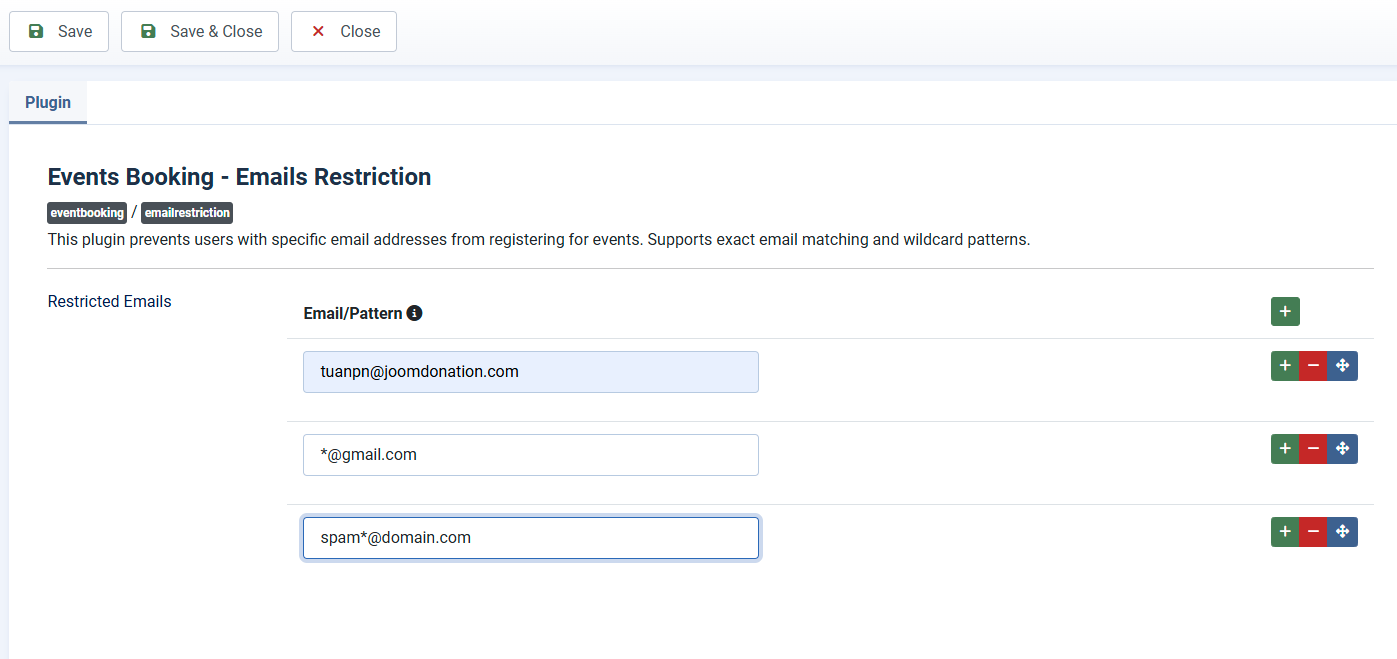 Save Save & Close Close
Plugin
Events Booking - Emails Restriction
eventbooking / emailrestriction
This plugin prevents users with specific email addresses from registering for events. Supports exact email matching and wildcard patterns.
Restricted Emails
Email/Pattern
tuanpn@joomdonation.com
*@gmail.com
spam*@domain.com